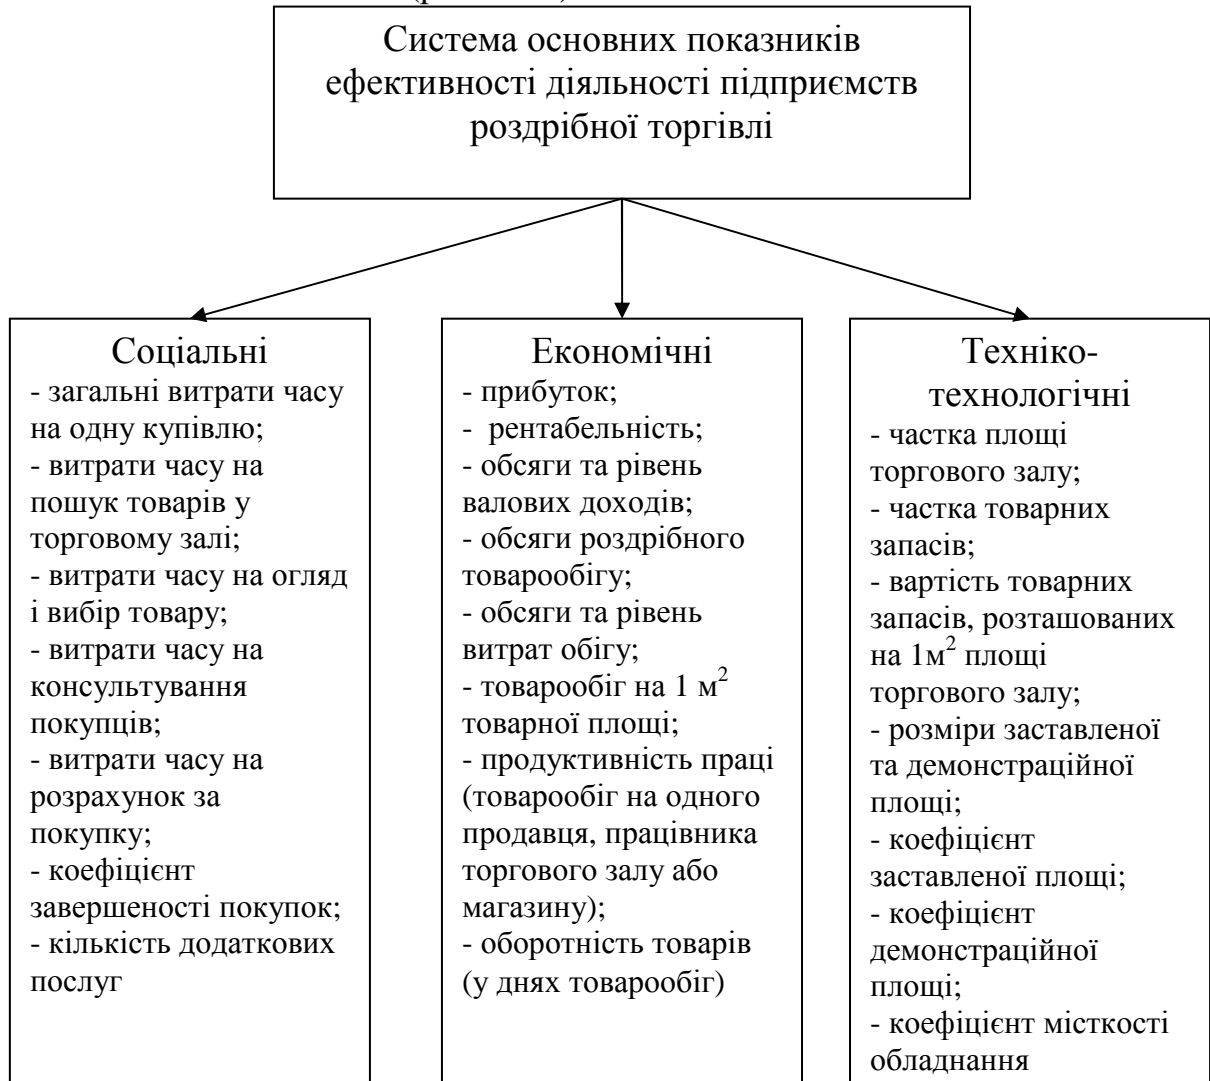 Система основних показників
ефективності діяльності підприємств
роздрібної торгівлі
Соціальні
- загальні витрати часу
на одну купівлю;
- витрати часу на
пошук товарів у
торговому залі;
- витрати часу на огляд
і вибір товару;
- витрати часу на
консультування
покупців;
- витрати часу на
розрахунок за
покупку;
- коефіцієнт
завершеності покупок;
- кількість додаткових
послуг
Економічні
- прибуток;
- рентабельність;
- обсяги та рівень
валових доходів;
- обсяги роздрібного
товарообігу;
- обсяги та рівень
витрат обігу;
- товарообіг на 1 м²
товарної площі;
- продуктивність праці
(товарообіг на одного
продавця, працівника
торгового залу або
магазину);
- оборотність товарів
(у днях товарообіг)
Техніко-
технологічні
- частка площі
торгового залу;
- частка товарних
запасів;
- вартість товарних
запасів, розташованих
на 1м² площі
торгового залу;
- розміри заставленої
та демонстраційної
площі;
- коефіцієнт
заставленої площі;
- коефіцієнт
демонстраційної
площі;
- коефіцієнт місткості
обладнання